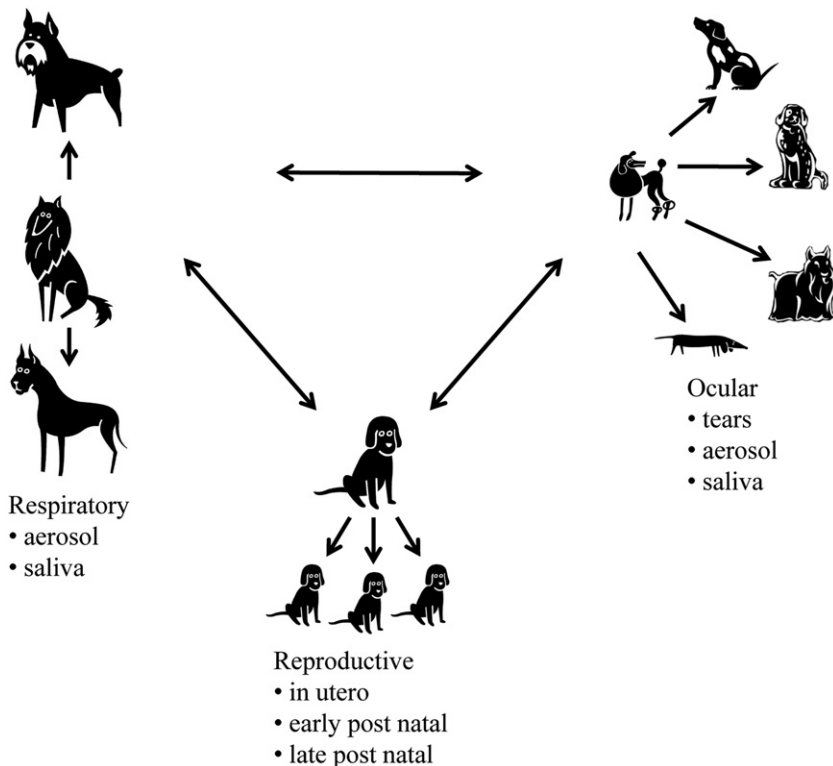 Respiratory
• aerosol
• saliva
Ocular
• tears
• aerosol
• saliva
Reproductive
• in utero
• early post natal
• late post natal